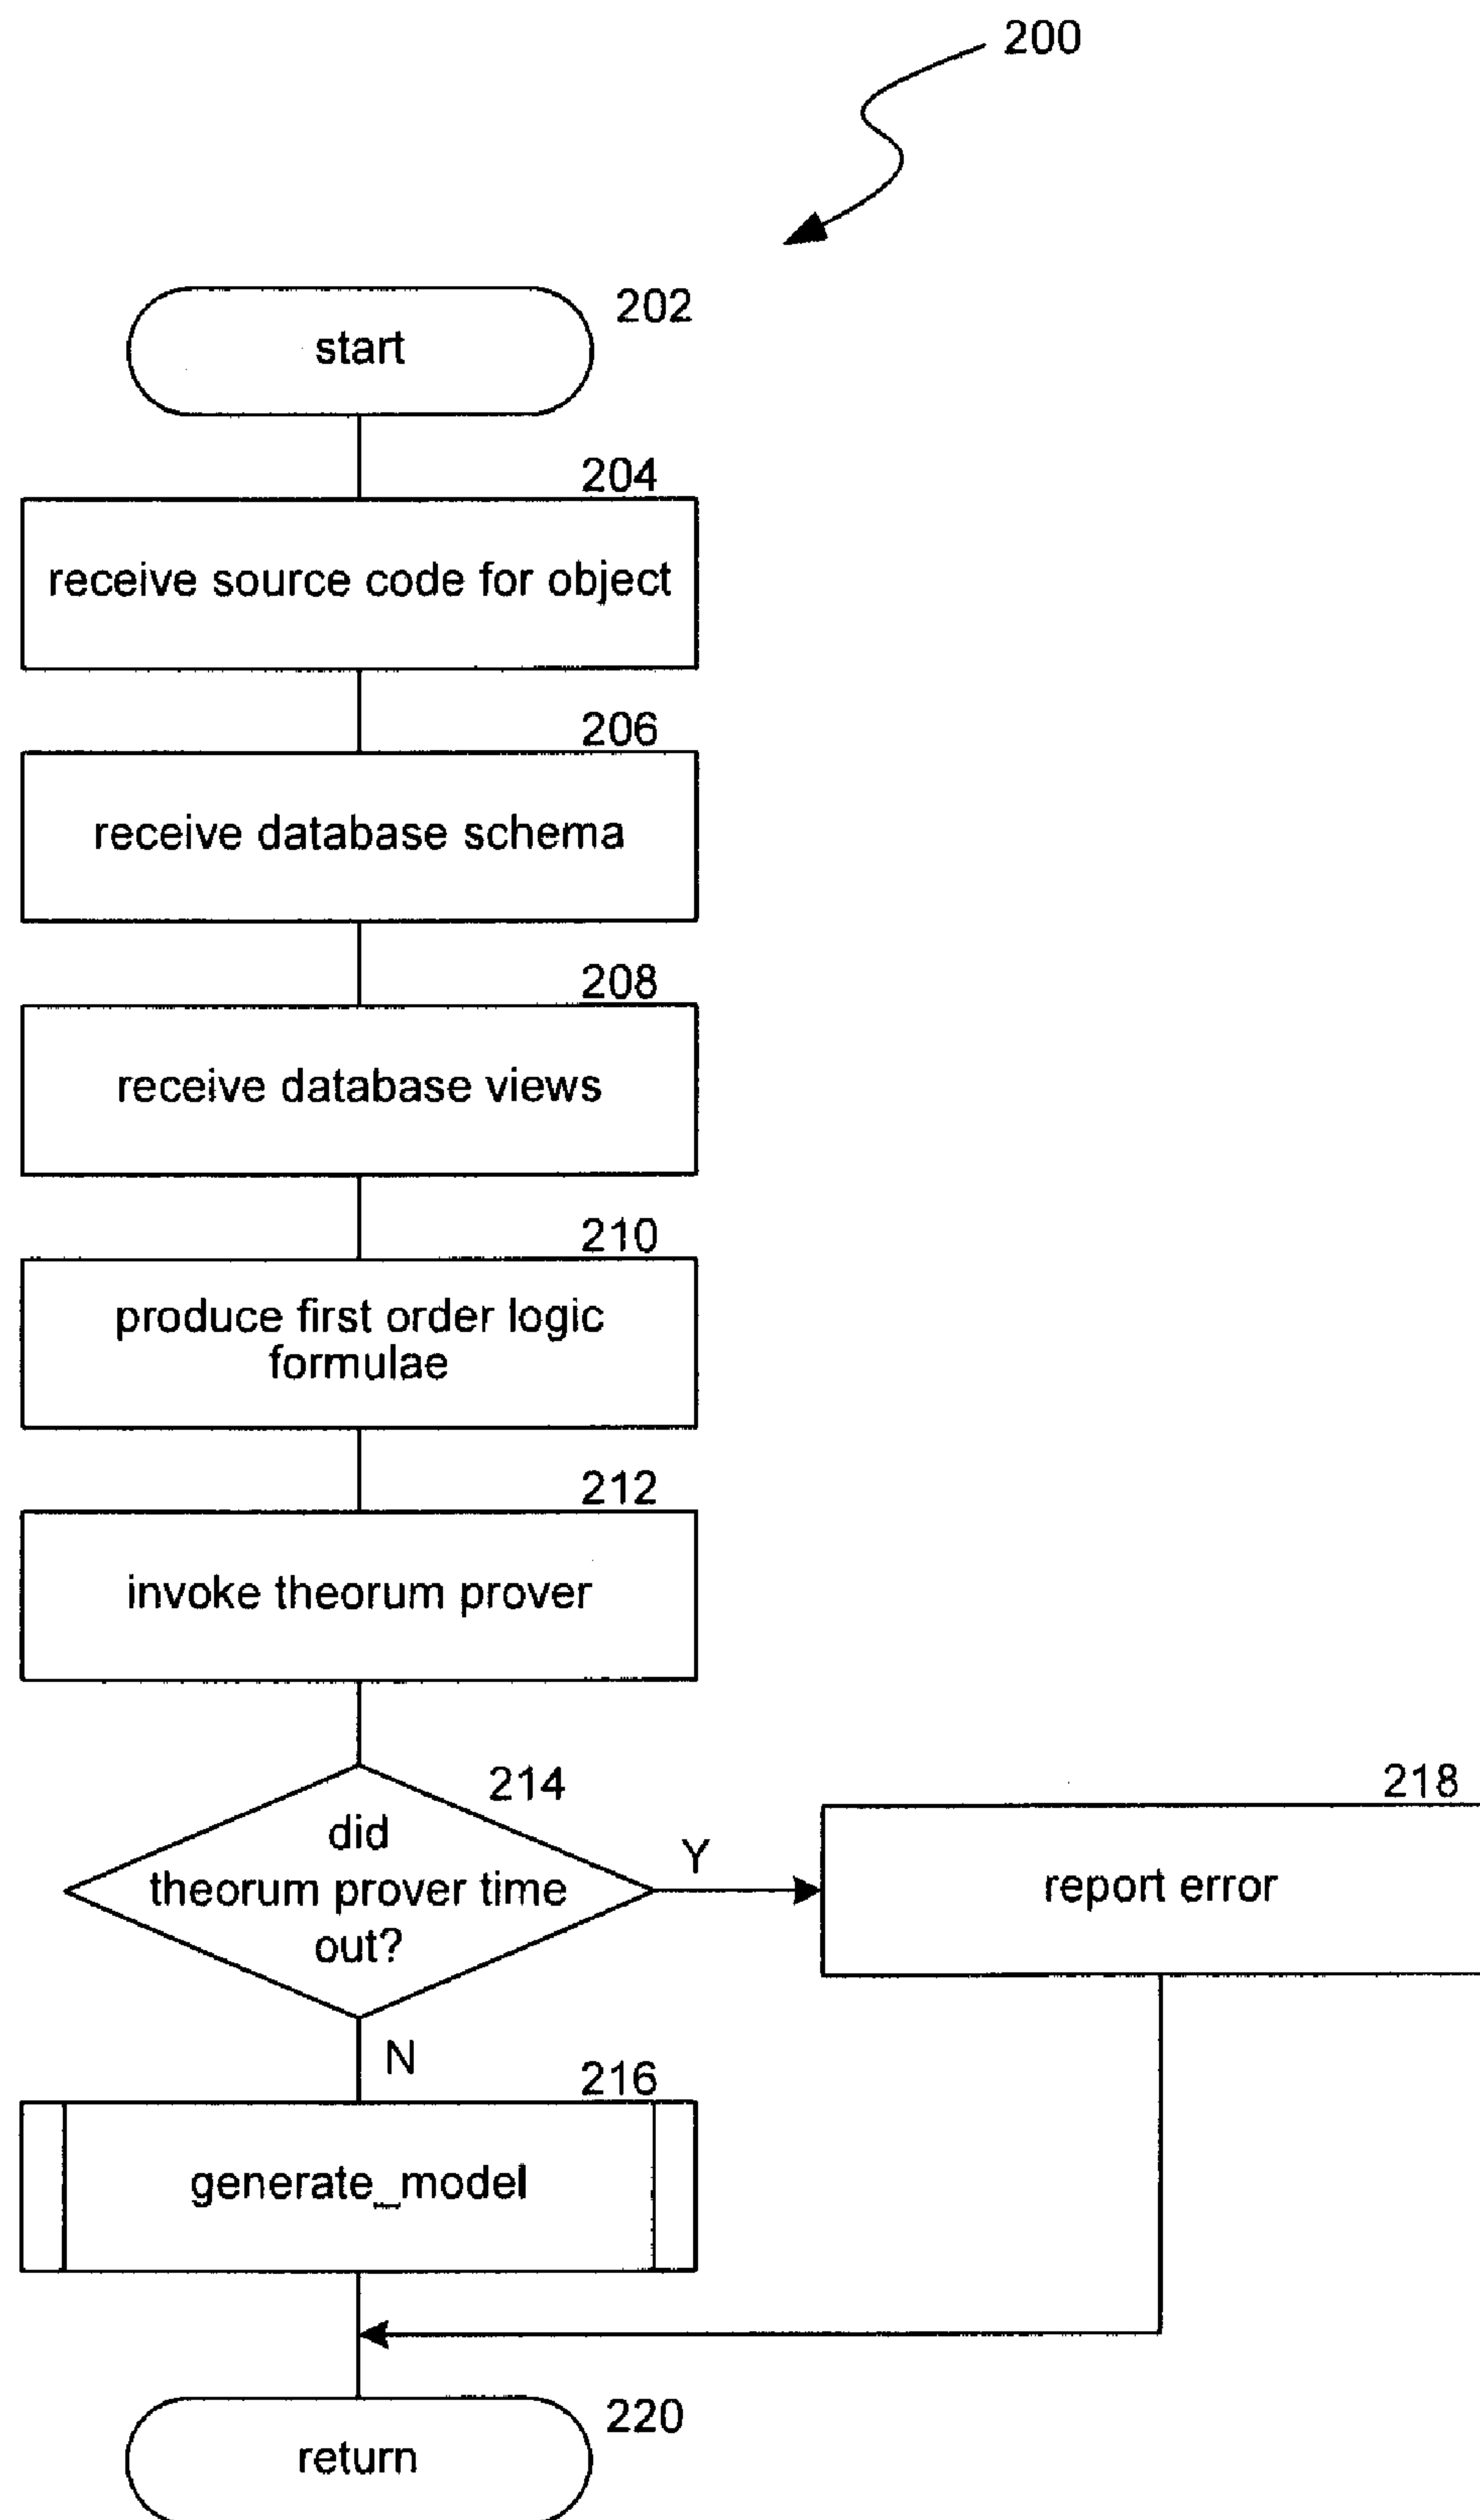 200
202
start
204
receive source code for object
206
receive database schema
208
receive database views
210
produce first order logic
formulae
212
invoke theorum prover
214
did
theorum prover time
out?
Y
218
report error
N
216
generate_model
220
return